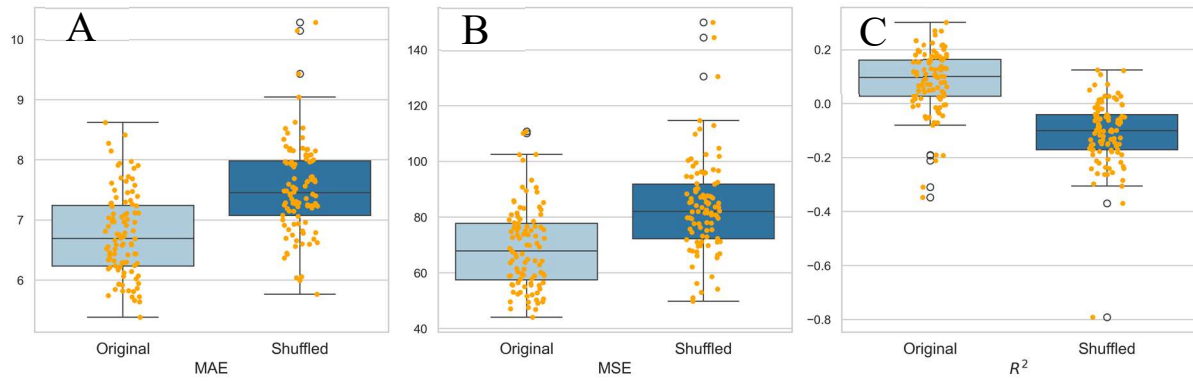 A
10
9
8
7
6
Original
Shuffled
MAE
B
140
120
100
80
60
40
Original
Shuffled
MSE
C
0.2
0.0
−0.2
−0.4
−0.6
−0.8
Original
Shuffled
R²